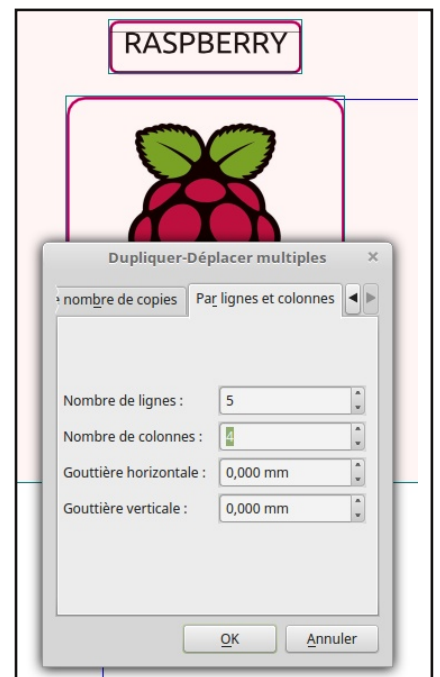 RASPBERRY
Dupliquer-Déplacer multiples
nombre de copies
Par lignes et colonnes
Nombre de lignes : 5
Nombre de colonnes : 4
Gouttière horizontale : 0,000 mm
Gouttière verticale : 0,000 mm
OK Annuler